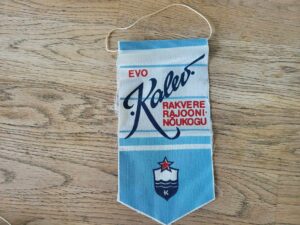 EVO
Kalev.
RAKVERE
RAJOONI-
NÕUKOGU
K